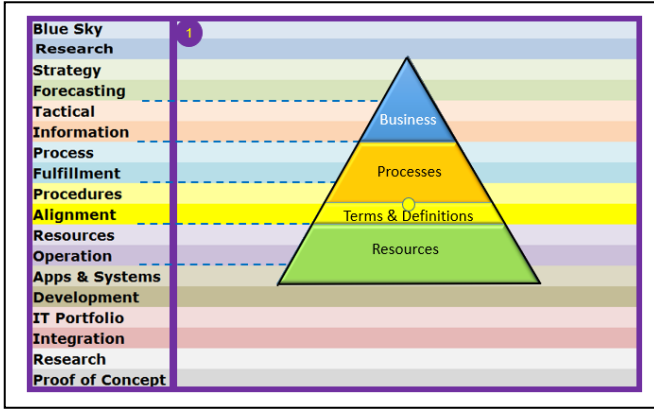 Blue Sky
Research
Strategy
Forecasting
Tactical
Information
Process
Fulfillment
Procedures
Alignment
Resources
Operation
Apps & Systems
Development
IT Portfolio
Integration
Research
Proof of Concept
1
Business
Processes
Terms & Definitions
Resources